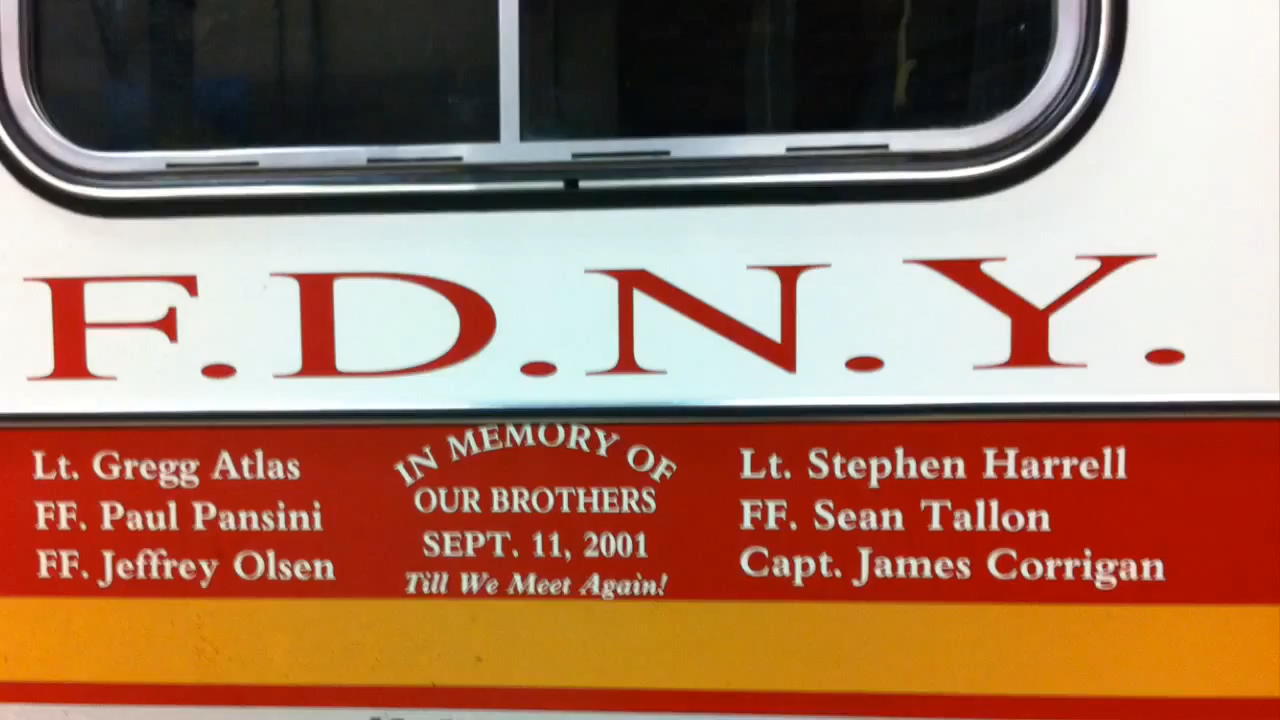 F.D.N.Y.
Lt. Gregg Atlas
FF. Paul Pansini
FF. Jeffrey Olsen
IN MEMORY OF
OUR BROTHERS
SEPT. 11, 2001
Till We Meet Again!
Lt. Stephen Harrell
FF. Sean Tallon
Capt. James Corrigan